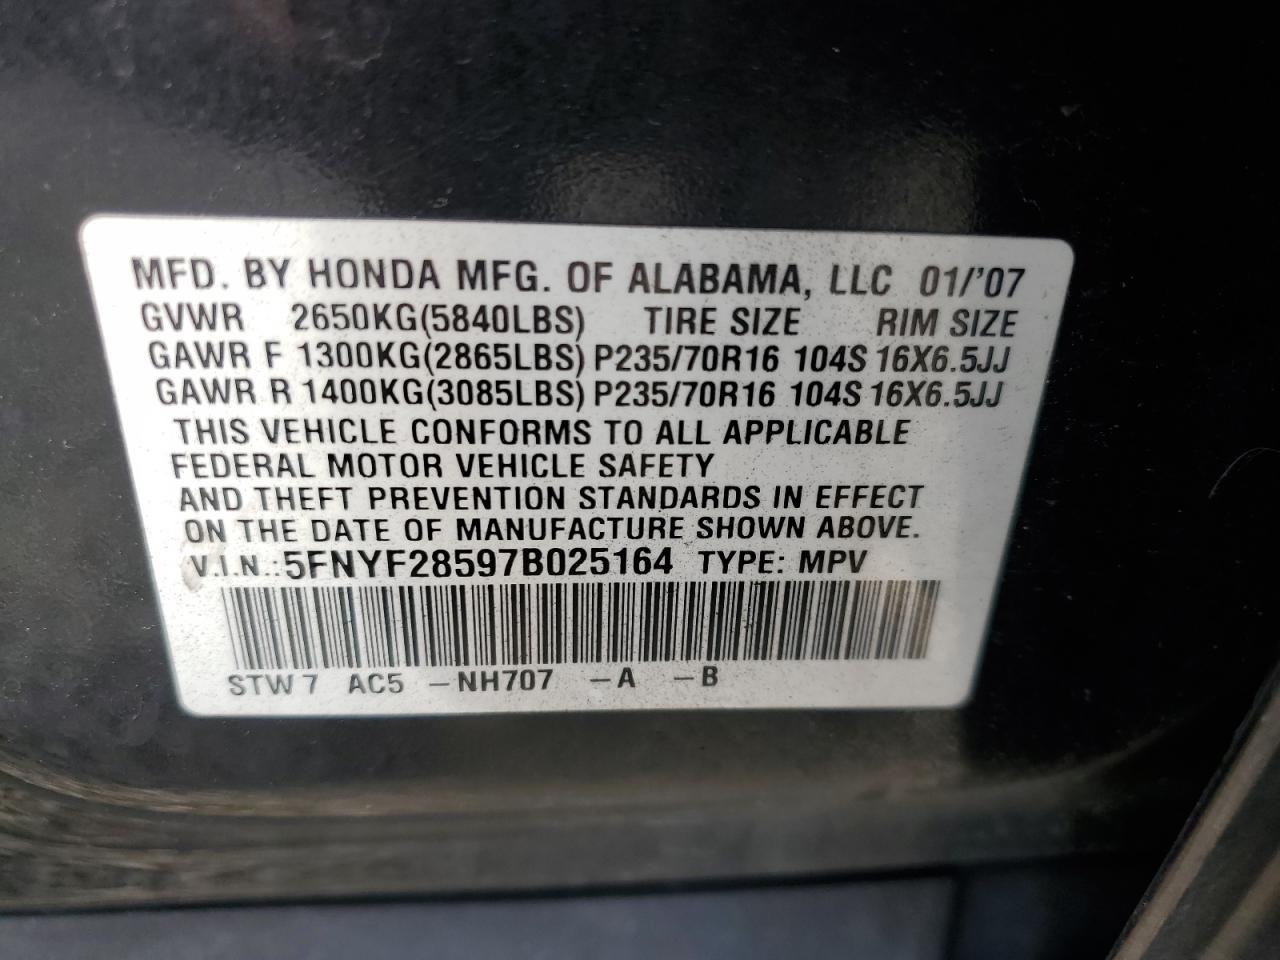 MFD. BY HONDA MFG. OF ALABAMA, LLC 01/'07
GVWR 2650KG(5840LBS) TIRE SIZE RIM SIZE
GAWR F 1300KG(2865LBS) P235/70R16 104S 16X6.5JJ
GAWR R 1400KG(3085LBS) P235/70R16 104S 16X6.5JJ
THIS VEHICLE CONFORMS TO ALL APPLICABLE
FEDERAL MOTOR VEHICLE SAFETY
AND THEFT PREVENTION STANDARDS IN EFFECT
ON THE DATE OF MANUFACTURE SHOWN ABOVE.
V.I.N.: 5FNYF28597B025164 TYPE: MPV
STW 7 AC5 -NH707 -A -B